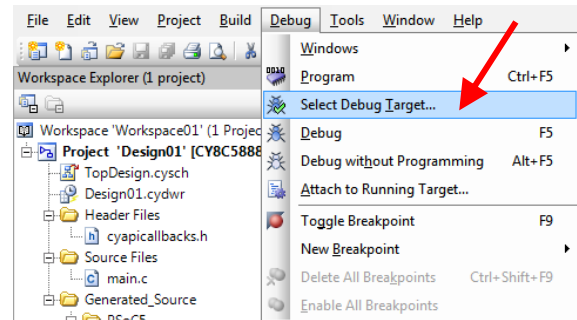 File Edit View Project Build Debug Tools Window Help
Workspace Explorer (1 project)
Workspace 'Workspace01' (1 Projec
Project 'Design01' [CY8C5888
TopDesign.cysch
Design01.cydwr
Header Files
cyapicallbacks.h
Source Files
main.c
Generated_Source
PSoC5
Windows
Program Ctrl+F5
Select Debug Target...
Debug F5
Debug without Programming Alt+F5
Attach to Running Target...
Toggle Breakpoint F9
New Breakpoint
Delete All Breakpoints Ctrl+Shift+F9
Enable All Breakpoints